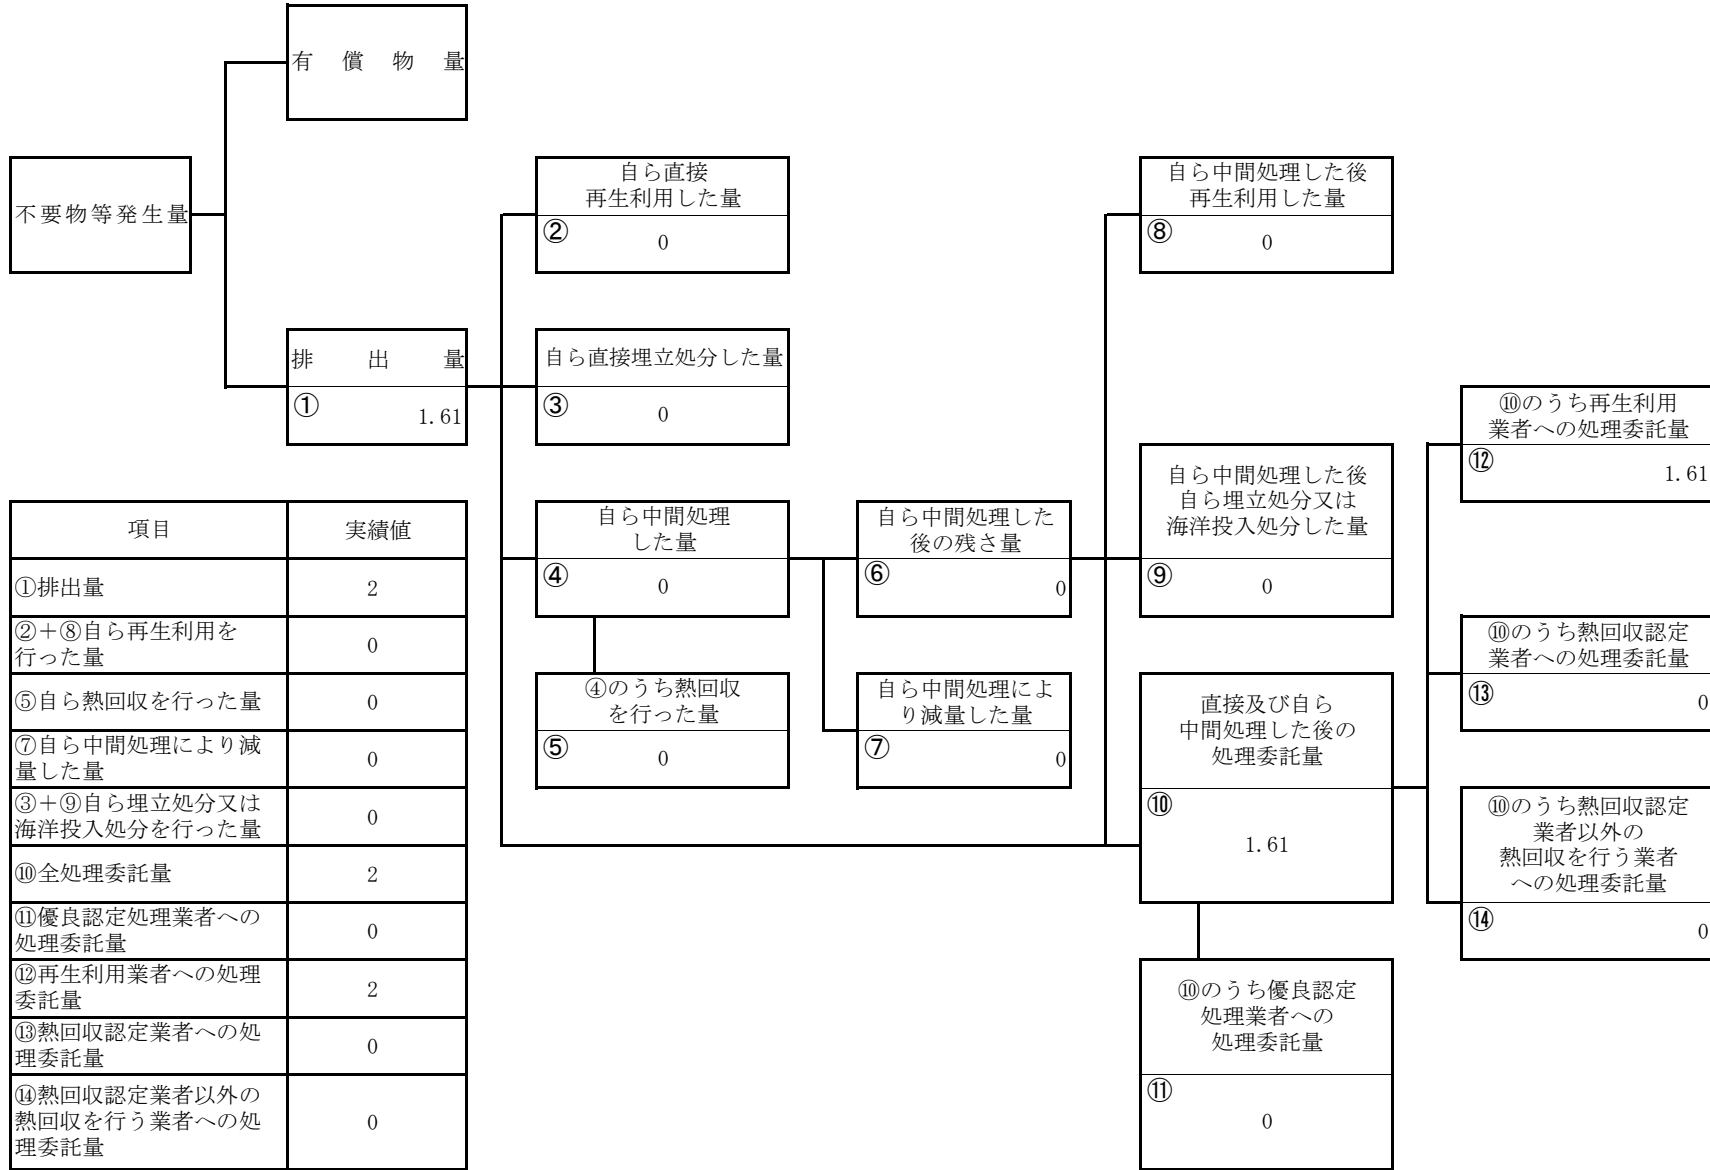 有償物量
不要物等発生量
排出量
①
1.61
自ら直接
再生利用した量
②
0
自ら直接埋立処分した量
③
0
自ら中間処理
した量
④
0
④のうち熱回収
を行った量
⑤
0
自ら中間処理した
後の残さ量
⑥
0
自ら中間処理によ
り減量した量
⑦
0
自ら中間処理した後
再生利用した量
⑧
0
自ら中間処理した後
自ら埋立処分又は
海洋投入処分した量
⑨
0
直接及び自ら
中間処理した後の
処理委託量
⑩
1.61
⑩のうち優良認定
処理業者への
処理委託量
⑪
0
⑩のうち再生利用
業者への処理委託量
⑫
1.61
⑩のうち熱回収認定
業者への処理委託量
⑬
0
⑩のうち熱回収認定
業者以外の
熱回収を行う業者
への処理委託量
⑭
0
項目 実績値
①排出量 2
②＋⑧自ら再生利用を
行った量 0
⑤自ら熱回収を行った量 0
⑦自ら中間処理により減
量した量 0
③＋⑨自ら埋立処分又は
海洋投入処分を行った量 0
⑩全処理委託量 2
⑪優良認定処理業者への
処理委託量 0
⑫再生利用業者への処理
委託量 2
⑬熱回収認定業者への処
理委託量 0
⑭熱回収認定業者以外の
熱回収を行う業者への処
理委託量 0